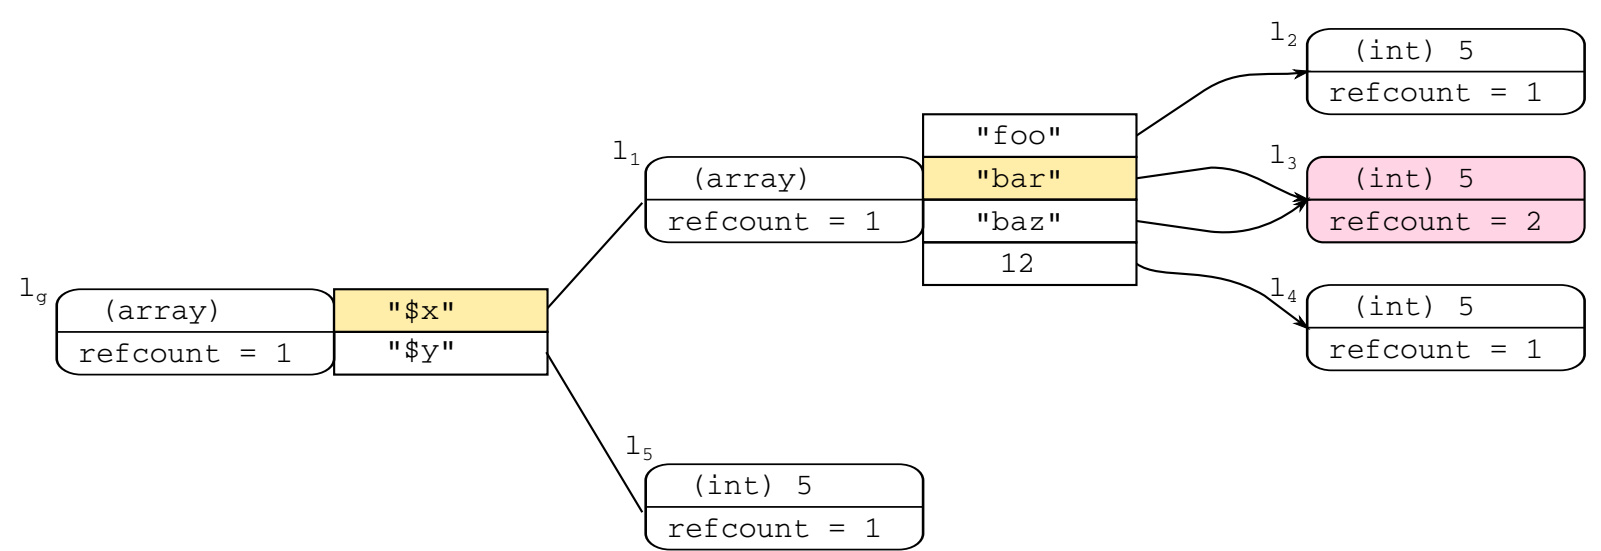 l2
(int) 5
refcount = 1
"foo"
l1
(array)
refcount = 1
"bar"
l3
(int) 5
refcount = 2
"baz"
12
lg
(array)
refcount = 1
"$x"
"$y"
l4
(int) 5
refcount = 1
l5
(int) 5
refcount = 1